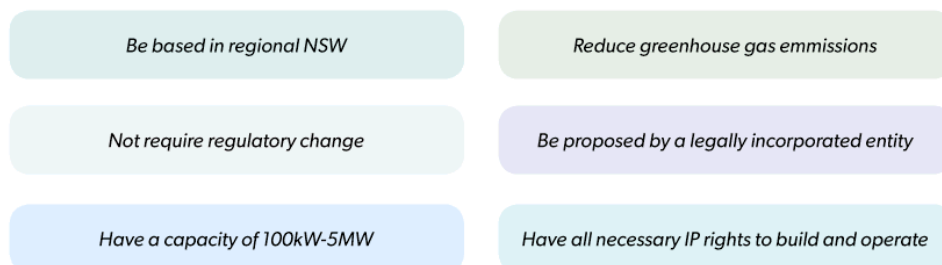 Be based in regional NSW
Reduce greenhouse gas emmissions
Not require regulatory change
Be proposed by a legally incorporated entity
Have a capacity of 100kW-5MW
Have all necessary IP rights to build and operate